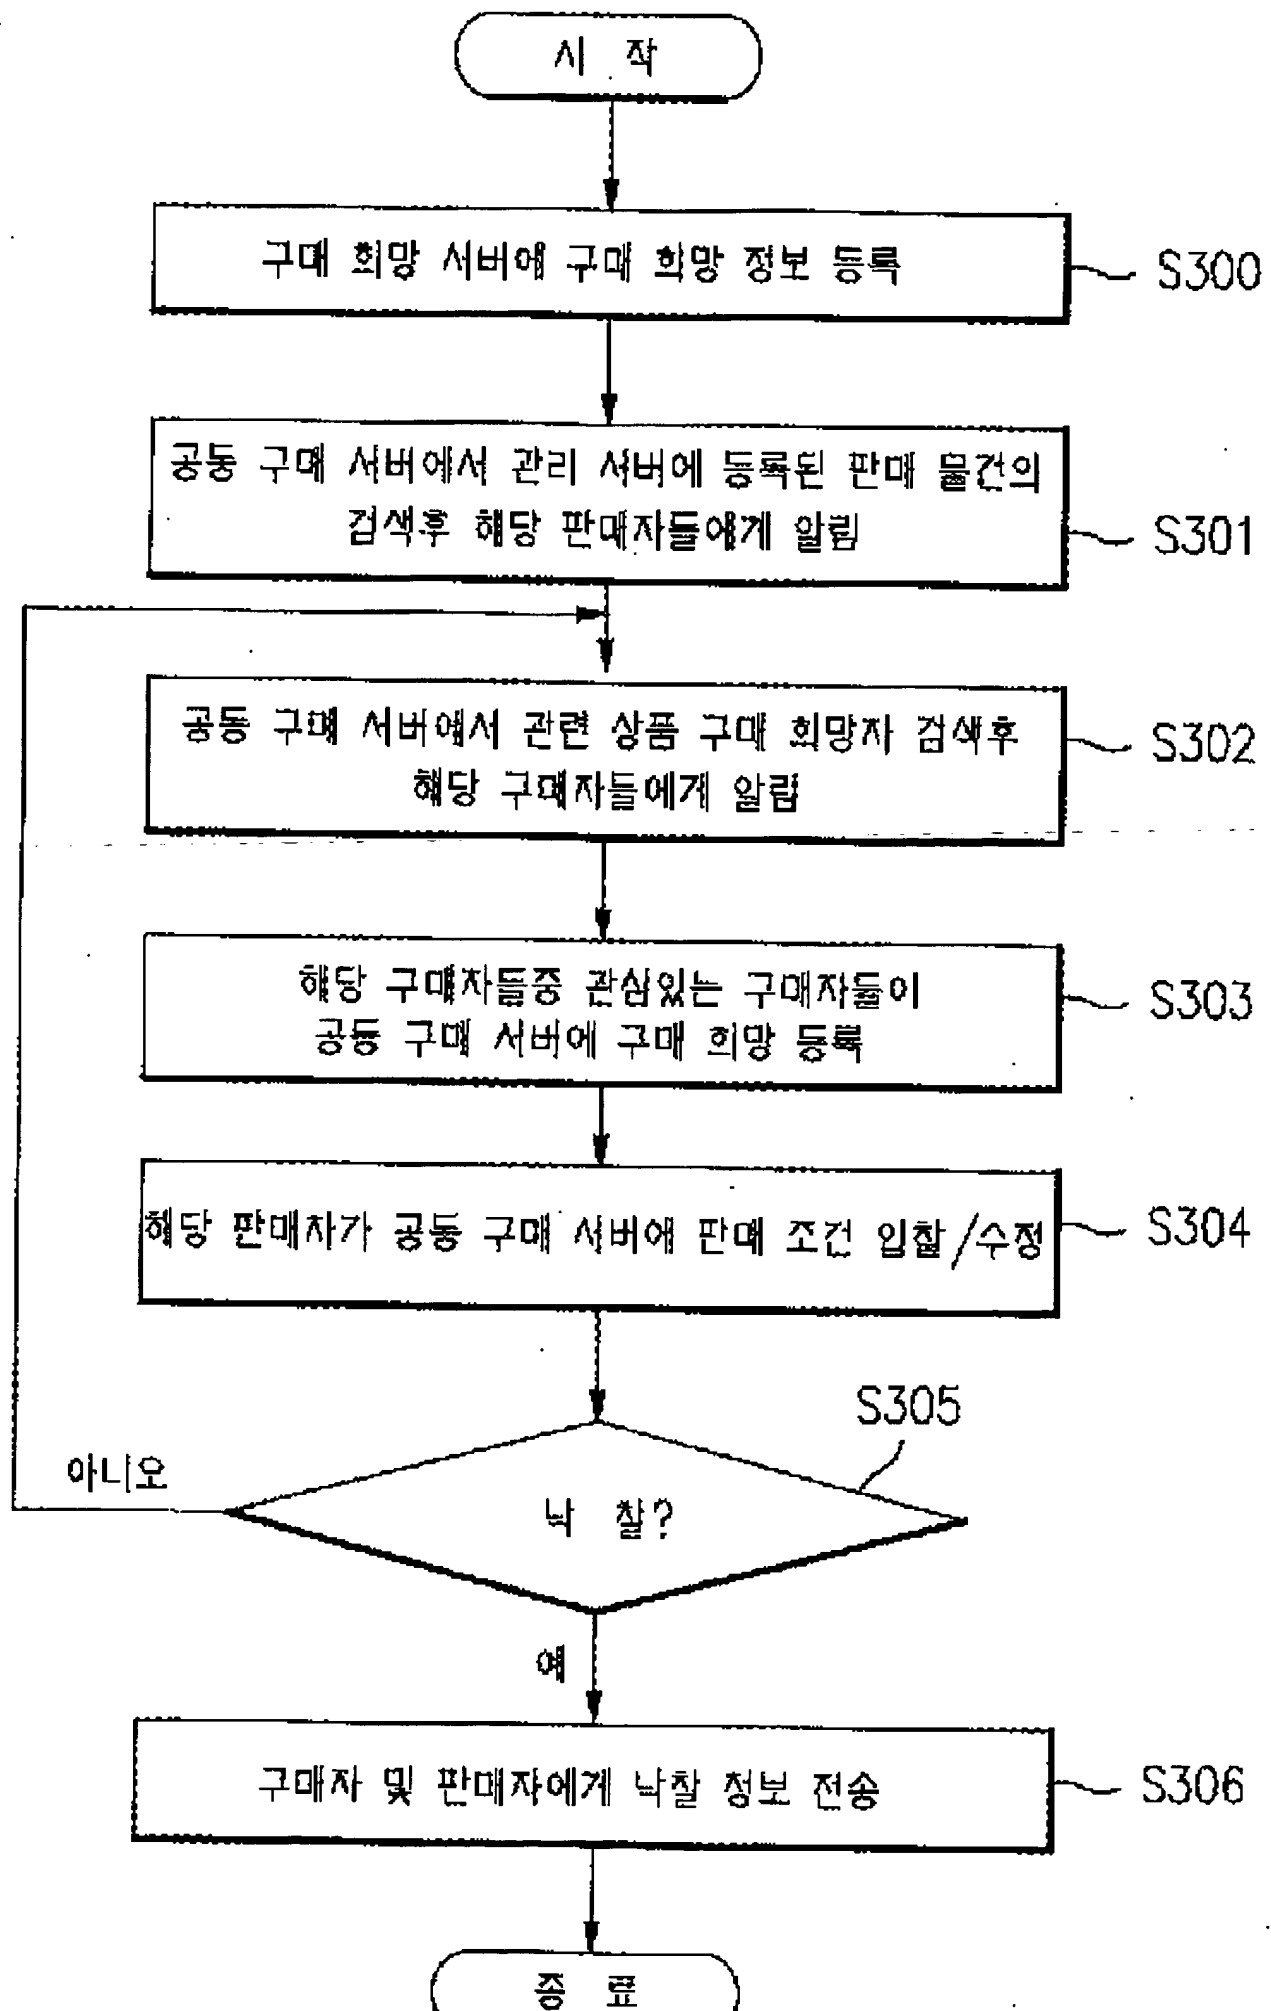 시 작
구매 희망 서버에 구매 희망 정보 등록
S300
공동 구매 서버에서 관리 서버에 등록된 판매 물건의
검색후 해당 판매자들에게 알림
S301
공동 구매 서버에서 관련 상품 구매 희망자 검색후
해당 구매자들에게 알림
S302
해당 구매자들중 관심있는 구매자들이
공동 구매 서버에 구매 희망 등록
S303
해당 판매자가 공동 구매 서버에 판매 조건 입찰/수정
S304
S305
아니오
낙 찰?
예
구매자 및 판매자에게 낙찰 정보 전송
S306
종 료